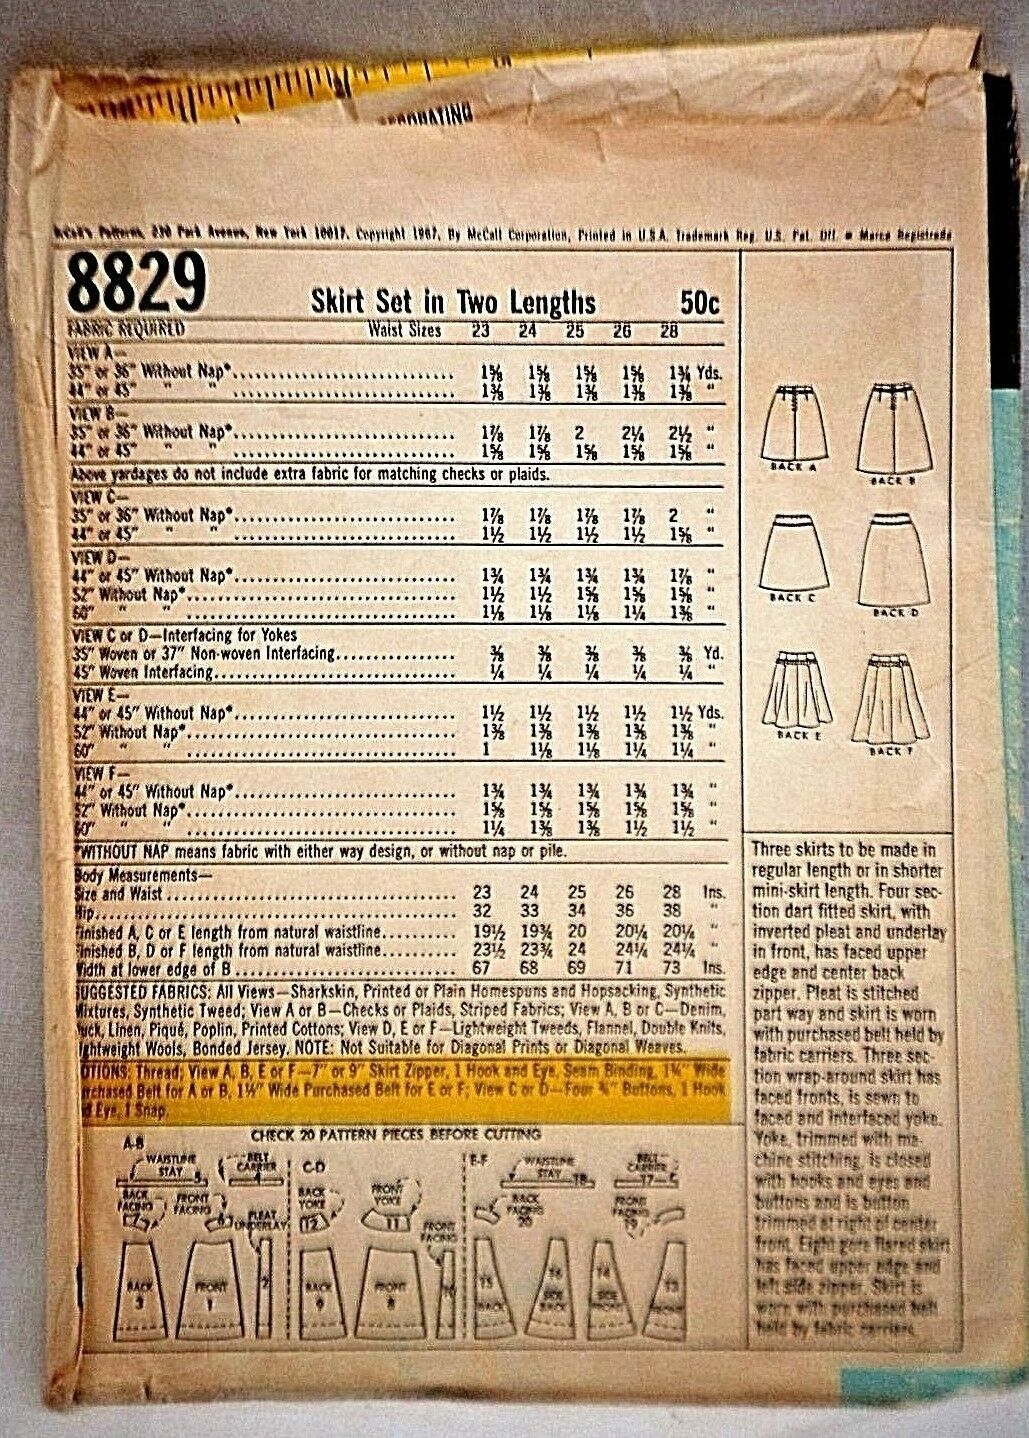 DECORATING
McCall's Patterns, 230 Park Avenue, New York 10017. Copyright 1967, By McCall Corporation, Printed in U.S.A. Trademark Reg. U.S. Pat. Off. • Marca Registrada
8829 Skirt Set in Two Lengths 50c
FABRIC REQUIRED Waist Sizes 23 24 25 26 28
VIEW A—
35" or 36" Without Nap* 1⅝ 1⅝ 1⅝ 1⅝ 1¾ Yds.
44" or 45" " " 1⅜ 1⅜ 1⅜ 1⅜ 1⅜ "
VIEW B—
35" or 36" Without Nap* 1⅞ 1⅞ 2 2¼ 2½ "
44" or 45" " " 1⅝ 1⅝ 1⅝ 1⅝ 1⅝ "
Above yardages do not include extra fabric for matching checks or plaids.
VIEW C—
35" or 36" Without Nap* 1⅞ 1⅞ 1⅞ 1⅞ 2 "
44" or 45" " " 1½ 1½ 1½ 1½ 1⅝ "
VIEW D—
44" or 45" Without Nap* 1¾ 1¾ 1¾ 1¾ 1⅞ "
52" Without Nap* 1½ 1½ 1⅝ 1⅝ 1⅝ "
60" " " 1⅛ 1⅛ 1⅛ 1¼ 1⅜ "
VIEW C or D—Interfacing for Yokes
35" Woven or 37" Non-woven Interfacing ⅜ ⅜ ⅜ ⅜ ⅜ Yd.
45" Woven Interfacing ¼ ¼ ¼ ¼ ¼ "
VIEW E—
44" or 45" Without Nap* 1½ 1½ 1½ 1½ 1½ Yds.
52" Without Nap* 1⅜ 1⅜ 1⅜ 1⅜ 1⅜ "
60" " " 1 1⅛ 1⅛ 1¼ 1¼ "
VIEW F—
44" or 45" Without Nap* 1¾ 1¾ 1¾ 1¾ 1¾ "
52" Without Nap* 1⅝ 1⅝ 1⅝ 1⅝ 1⅝ "
60" " " 1¼ 1⅜ 1⅜ 1½ 1½ "
*WITHOUT NAP means fabric with either way design, or without nap or pile.
Body Measurements—
Size and Waist 23 24 25 26 28 Ins.
Hip 32 33 34 36 38 "
Finished A, C or E length from natural waistline 19½ 19¾ 20 20¼ 20¼ "
Finished B, D or F length from natural waistline 23½ 23¾ 24 24¼ 24¼ "
Width at lower edge of B 67 68 69 71 73 Ins.
SUGGESTED FABRICS: All Views—Sharkskin, Printed or Plain Homespuns and Hopsacking, Synthetic
Mixtures, Synthetic Tweed; View A or B—Checks or Plaids, Striped Fabrics; View A, B or C—Denim,
Duck, Linen, Piqué, Poplin, Printed Cottons; View D, E or F—Lightweight Tweeds, Flannel, Double Knits,
Lightweight Wools, Bonded Jersey. NOTE: Not Suitable for Diagonal Prints or Diagonal Weaves.
NOTIONS: Thread; View A, B, E or F—7" or 9" Skirt Zipper, 1 Hook and Eye, Seam Binding, 1¾" Wide
Purchased Belt for A or B, 1½" Wide Purchased Belt for E or F; View C or D—Four ¾" Buttons, 1 Hook
and Eye, 1 Snap.
CHECK 20 PATTERN PIECES BEFORE CUTTING
A-B
WAISTLINE STAY 5
BELT CARRIER 4
BACK FACING 7
FRONT FACING 6
PLEAT UNDERLAY 2
BACK 3
FRONT 1
C-D
BACK YOKE 12
FRONT YOKE 11
FRONT FACING 10
BACK 9
FRONT 8
E-F
WAISTLINE STAY 18
BELT CARRIER 17
BACK FACING 20
FRONT FACING 19
15 BACK
16 SIDE BACK
14 SIDE FRONT
13 FRONT
BACK A
BACK B
BACK C
BACK D
BACK E
BACK F
Three skirts to be made in
regular length or in shorter
mini-skirt length. Four sec-
tion dart fitted skirt, with
inverted pleat and underlay
in front, has faced upper
edge and center back
zipper. Pleat is stitched
part way and skirt is worn
with purchased belt held by
fabric carriers. Three sec-
tion wrap-around skirt has
faced fronts, is sewn to
faced and interfaced yoke.
Yoke, trimmed with ma-
chine stitching, is closed
with hooks and eyes and
buttons and is button
trimmed at right of center
front. Eight gore flared skirt
has faced upper edge and
left side zipper. Skirt is
worn with purchased belt
held by fabric carriers.